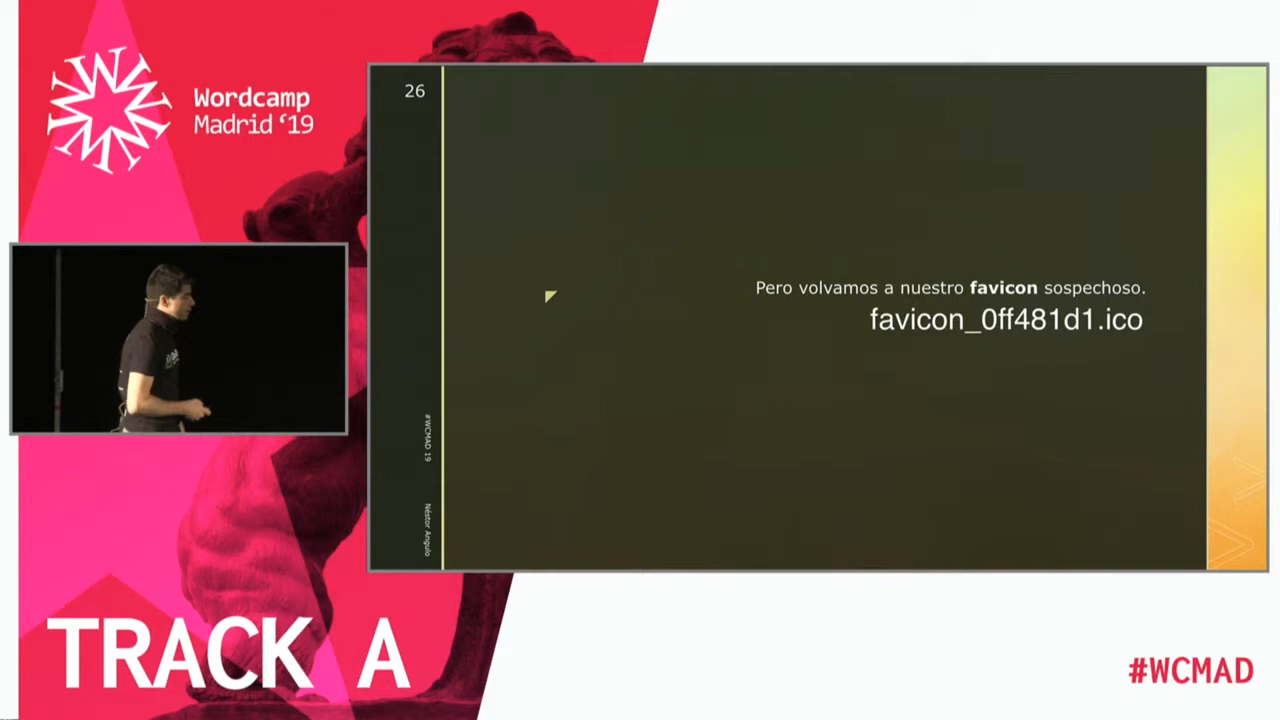 Wordcamp
Madrid ‘19
26
Pero volvamos a nuestro favicon sospechoso.
favicon_0ff481d1.ico
#WCMAD 19
Néstor Angulo
TRACK A
#WCMAD